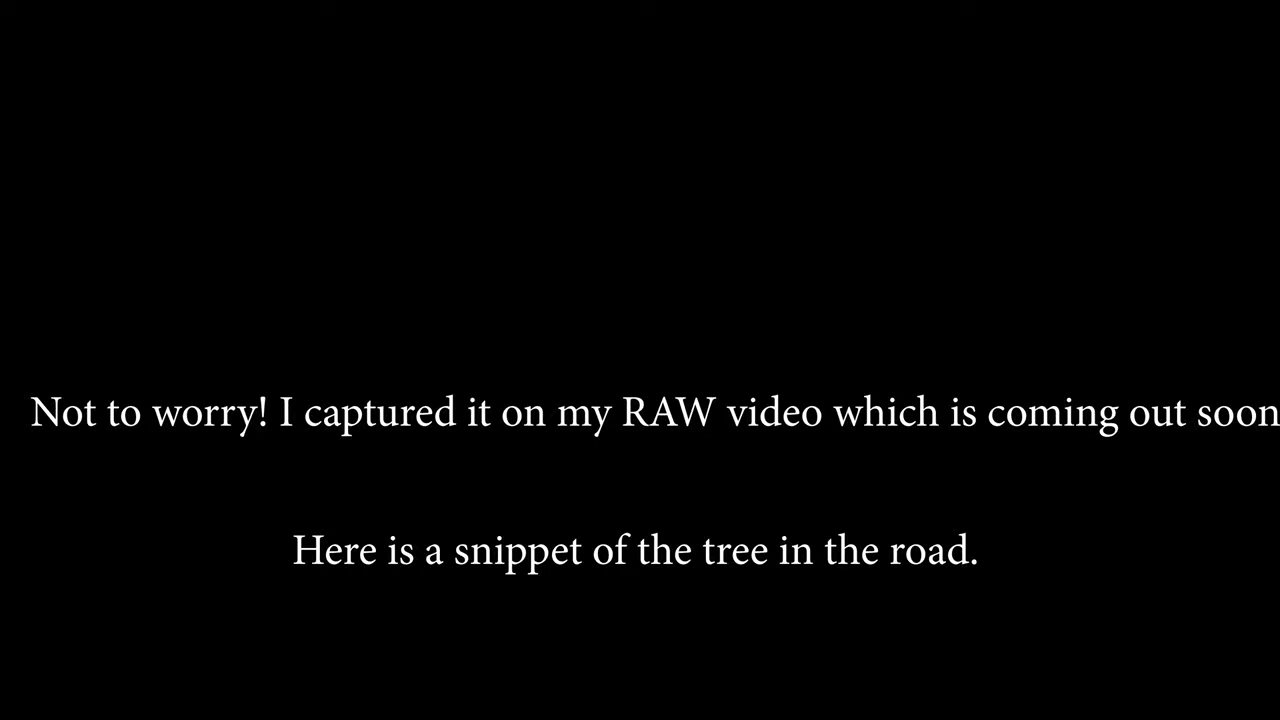 Not to worry! I captured it on my RAW video which is coming out soon
Here is a snippet of the tree in the road.